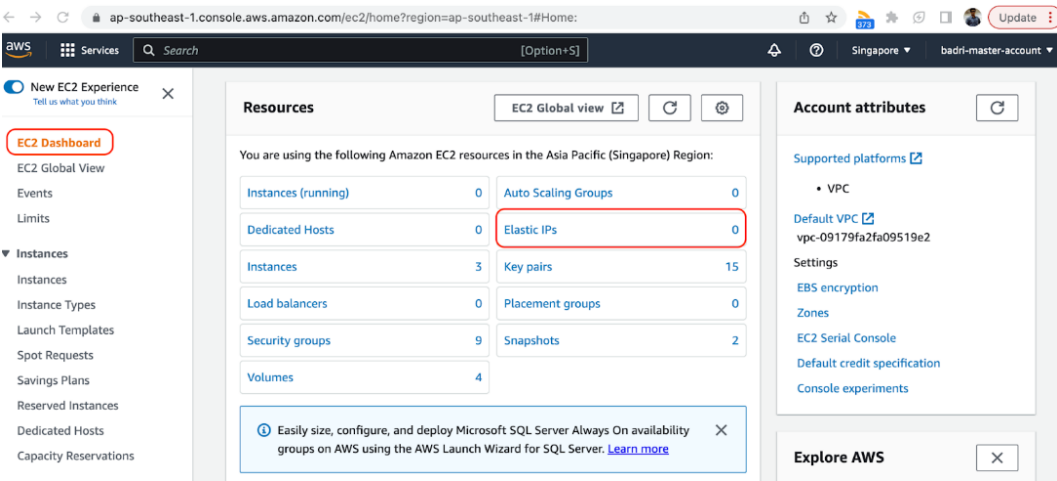 ap-southeast-1.console.aws.amazon.com/ec2/home?region=ap-southeast-1#Home:
373
Update
aws
Services
Search
[Option+S]
Singapore ▼
badri-master-account ▼
New EC2 Experience
Tell us what you think
EC2 Dashboard
EC2 Global View
Events
Limits
▼ Instances
Instances
Instance Types
Launch Templates
Spot Requests
Savings Plans
Reserved Instances
Dedicated Hosts
Capacity Reservations
Resources
EC2 Global view
You are using the following Amazon EC2 resources in the Asia Pacific (Singapore) Region:
Instances (running) 0
Auto Scaling Groups 0
Dedicated Hosts 0
Elastic IPs 0
Instances 3
Key pairs 15
Load balancers 0
Placement groups 0
Security groups 9
Snapshots 2
Volumes 4
Easily size, configure, and deploy Microsoft SQL Server Always On availability
groups on AWS using the AWS Launch Wizard for SQL Server. Learn more
Account attributes
Supported platforms
• VPC
Default VPC
vpc-09179fa2fa09519e2
Settings
EBS encryption
Zones
EC2 Serial Console
Default credit specification
Console experiments
Explore AWS